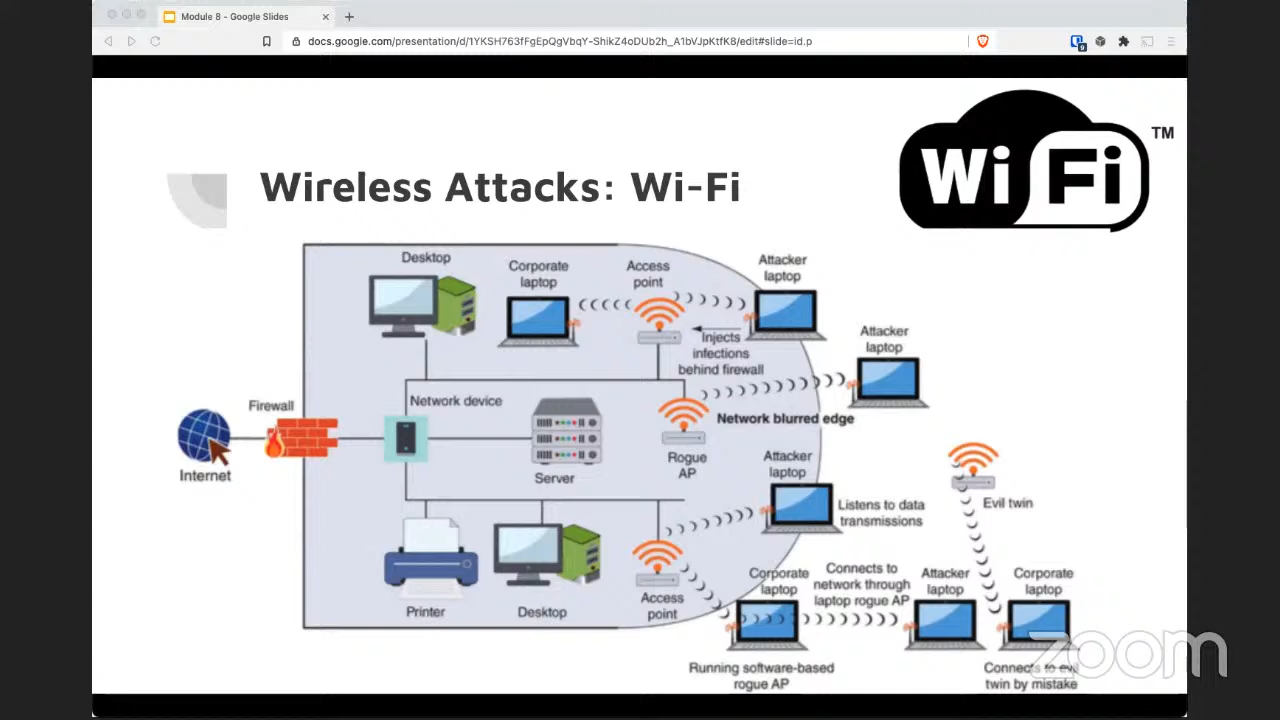 Module 8 - Google Slides
docs.google.com/presentation/d/1YKSH763fFgEpQgVbqY-ShikZ4oDUb2h_A1bVJpKtfK8/edit#slide=id.p
9
Wi Fi
TM
Wireless Attacks: Wi-Fi
Desktop
Corporate
laptop
Access
point
Attacker
laptop
Injects
infections
behind firewall
Attacker
laptop
Firewall
Network device
Network blurred edge
Internet
Server
Rogue
AP
Attacker
laptop
Listens to data
transmissions
Evil twin
Printer
Desktop
Access
point
Corporate
laptop
Connects to
network through
laptop rogue AP
Attacker
laptop
Corporate
laptop
Running software-based
rogue AP
Connects to evil
twin by mistake
zoom